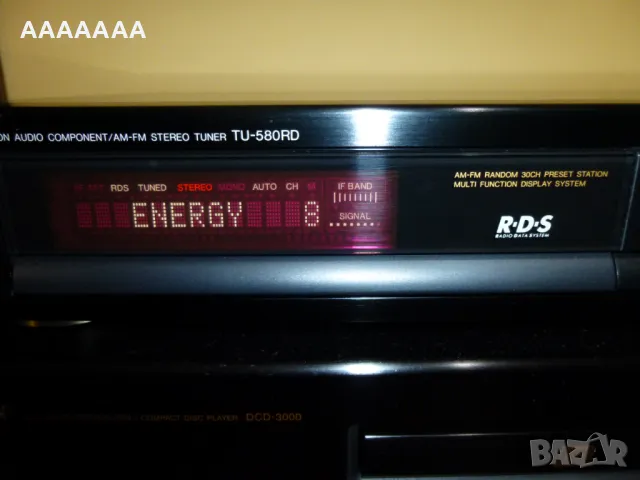 AAAAAAA
ON AUDIO COMPONENT/AM-FM STEREO TUNER TU-580RD
RDS TUNED STEREO MONO AUTO CH M IF BAND
ENERGY 8 SIGNAL
AM-FM RANDOM 30CH PRESET STATION
MULTI FUNCTION DISPLAY SYSTEM
R·D·S
RADIO DATA SYSTEM
COMPACT DISC PLAYER DCD-3000
BAZAR